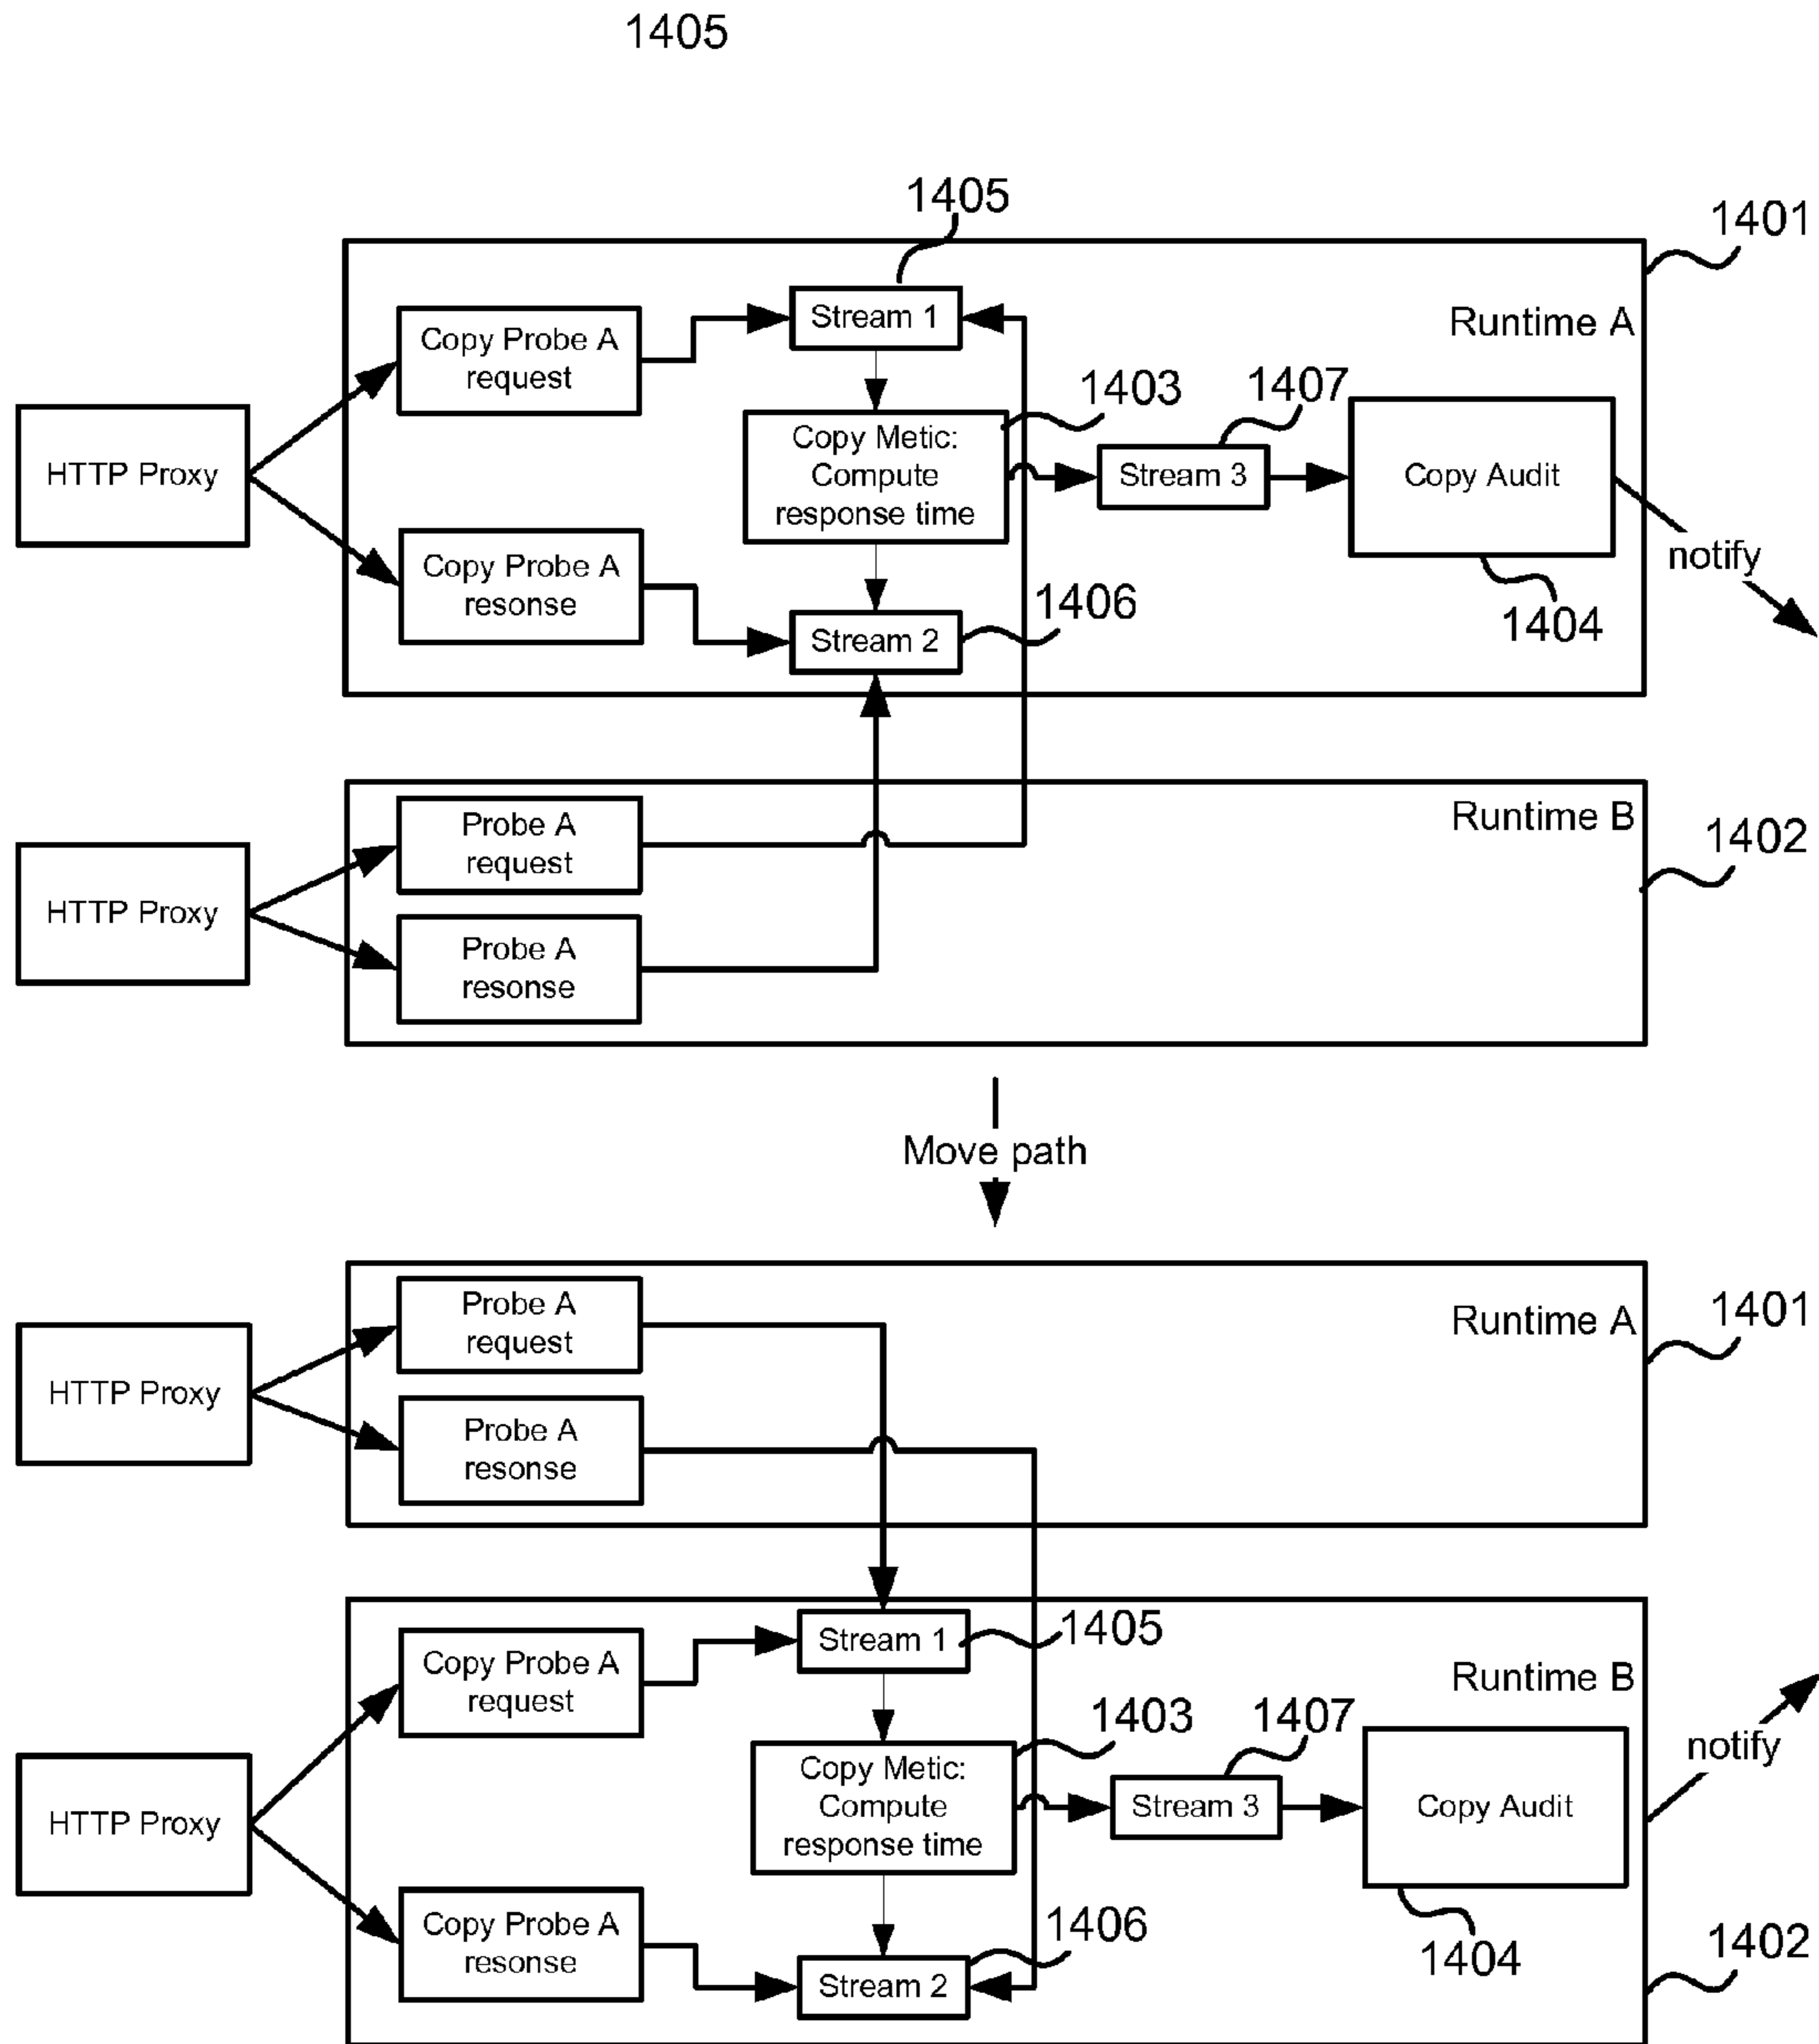 1405
1405
1401
Runtime A
Copy Probe A
request
Stream 1
1403
1407
HTTP Proxy
Copy Metic:
Compute
response time
Stream 3
Copy Audit
notify
Copy Probe A
resonse
1406
1404
Stream 2
Runtime B
Probe A
request
1402
HTTP Proxy
Probe A
resonse
Move path
Probe A
request
Runtime A
1401
HTTP Proxy
Probe A
resonse
1405
Stream 1
Copy Probe A
request
Runtime B
1403
1407
notify
HTTP Proxy
Copy Metic:
Compute
response time
Stream 3
Copy Audit
Copy Probe A
resonse
1406
1404
1402
Stream 2